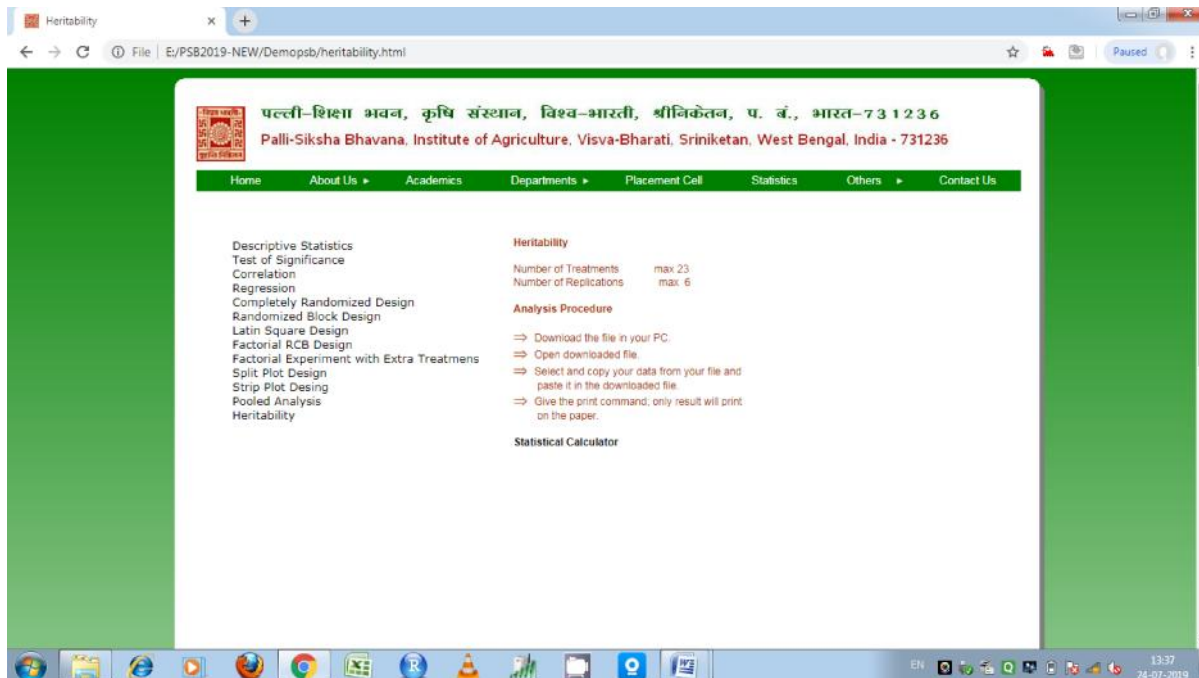 Heritability
File E:/PSB2019-NEW/Demopsb/heritability.html
Paused
पल्ली-शिक्षा भवन, कृषि संस्थान, विश्व-भारती, श्रीनिकेतन, प. बं., भारत-731236
Palli-Siksha Bhavana, Institute of Agriculture, Visva-Bharati, Sriniketan, West Bengal, India - 731236
Home About Us Academics Departments Placement Cell Statistics Others Contact Us
Descriptive Statistics
Test of Significance
Correlation
Regression
Completely Randomized Design
Randomized Block Design
Latin Square Design
Factorial RCB Design
Factorial Experiment with Extra Treatmens
Split Plot Design
Strip Plot Desing
Pooled Analysis
Heritability
Heritability
Number of Treatments max 23
Number of Replications max 6
Analysis Procedure
⇒ Download the file in your PC.
⇒ Open downloaded file.
⇒ Select and copy your data from your file and
paste it in the downloaded file.
⇒ Give the print command; only result will print
on the paper.
Statistical Calculator
EN
13:37
24-07-2019